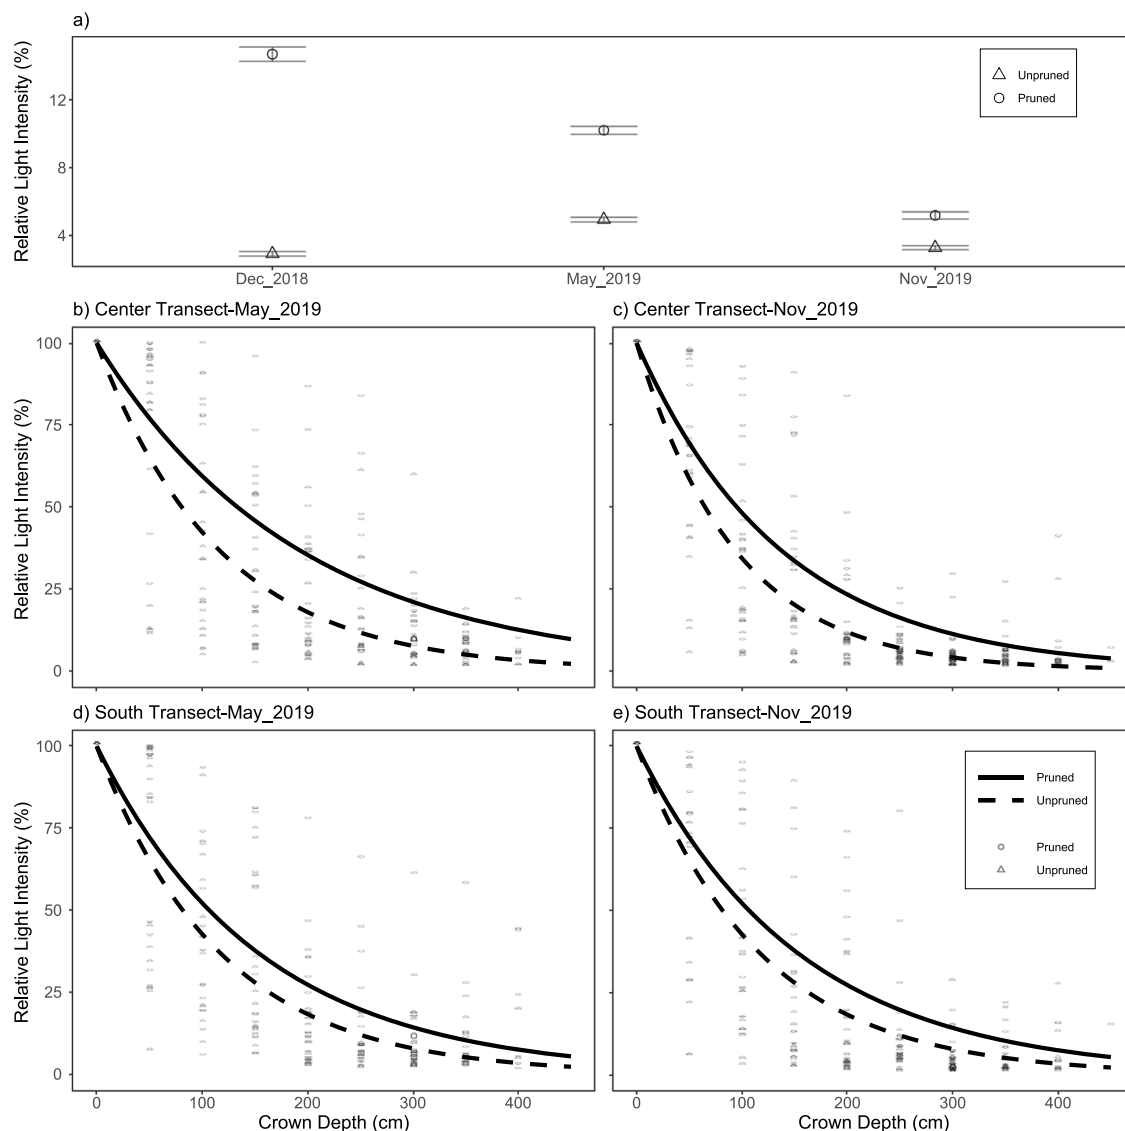 a)
Relative Light Intensity (%)
12
8
4
Unpruned
Pruned
Dec_2018
May_2019
Nov_2019
b) Center Transect-May_2019
c) Center Transect-Nov_2019
Relative Light Intensity (%)
100
75
50
25
0
d) South Transect-May_2019
e) South Transect-Nov_2019
Relative Light Intensity (%)
100
75
50
25
0
Pruned
Unpruned
Pruned
Unpruned
0 100 200 300 400
0 100 200 300 400
Crown Depth (cm)
Crown Depth (cm)